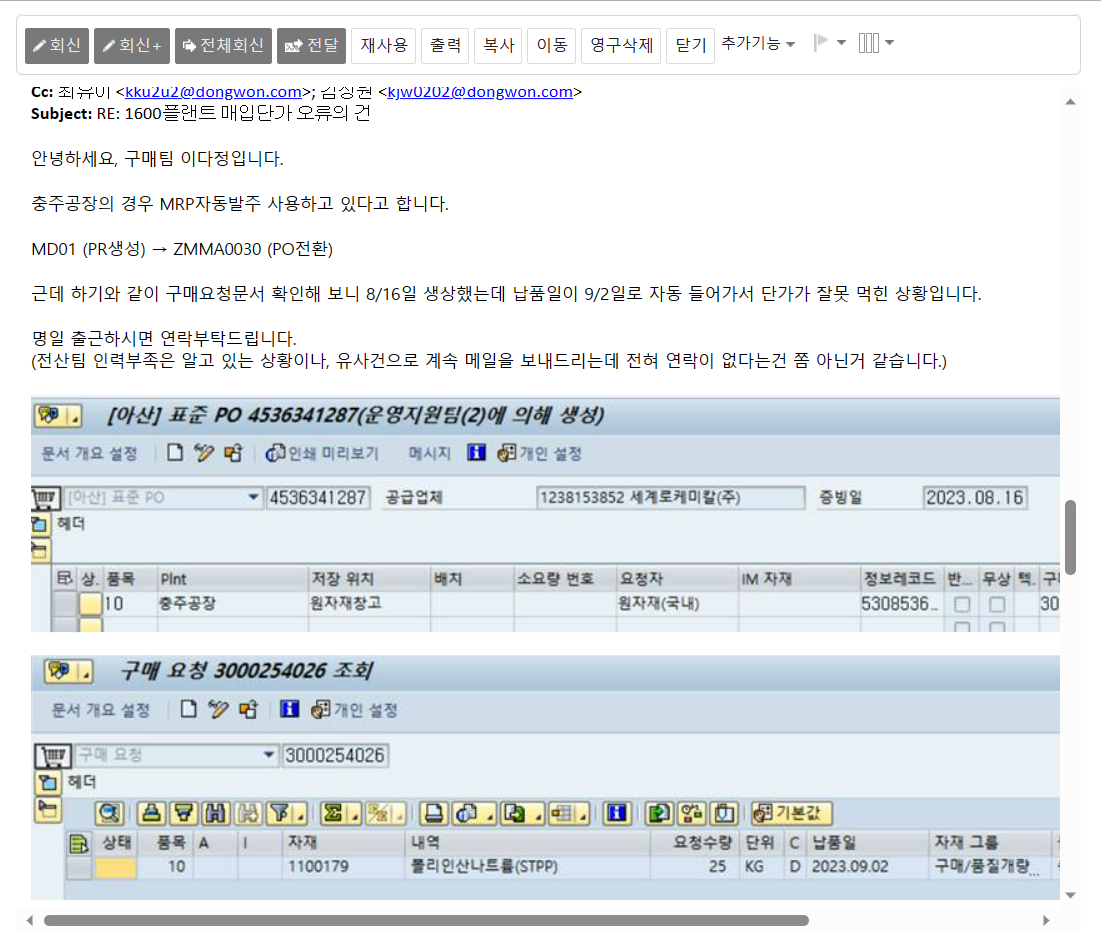 회신 회신+ 전체회신 전달 재사용 출력 복사 이동 영구삭제 닫기 추가기능
Cc: 최유미 <kku2u2@dongwon.com>; 김정원 <kjw0202@dongwon.com>
Subject: RE: 1600플랜트 매입단가 오류의 건
안녕하세요, 구매팀 이다정입니다.
충주공장의 경우 MRP자동발주 사용하고 있다고 합니다.
MD01 (PR생성) → ZMMA0030 (PO전환)
근데 하기와 같이 구매요청문서 확인해 보니 8/16일 생상했는데 납품일이 9/2일로 자동 들어가서 단가가 잘못 먹힌 상황입니다.
명일 출근하시면 연락부탁드립니다.
(전산팀 인력부족은 알고 있는 상황이나, 유사건으로 계속 메일을 보내드리는데 전혀 연락이 없다는건 쫌 아닌거 같습니다.)
[아산] 표준 PO 4536341287(운영지원팀(2)에 의해 생성)
문서 개요 설정 인쇄 미리보기 메시지 개인 설정
[아산] 표준 PO 4536341287 공급업체 1238153852 세계로케미칼(주) 증빙일 2023.08.16
헤더
상. 품목 Plnt 저장 위치 배치 소요량 번호 요청자 IM 자재 정보레코드 반... 무상 텍.
10 충주공장 원자재창고 원자재(국내) 5308536... 30
구매 요청 3000254026 조회
문서 개요 설정 개인 설정
구매 요청 3000254026
헤더
기본값
상태 품목 A I 자재 내역 요청수량 단위 C 납품일 자재 그룹
10 1100179 폴리인산나트륨(STPP) 25 KG D 2023.09.02 구매/품질개량...